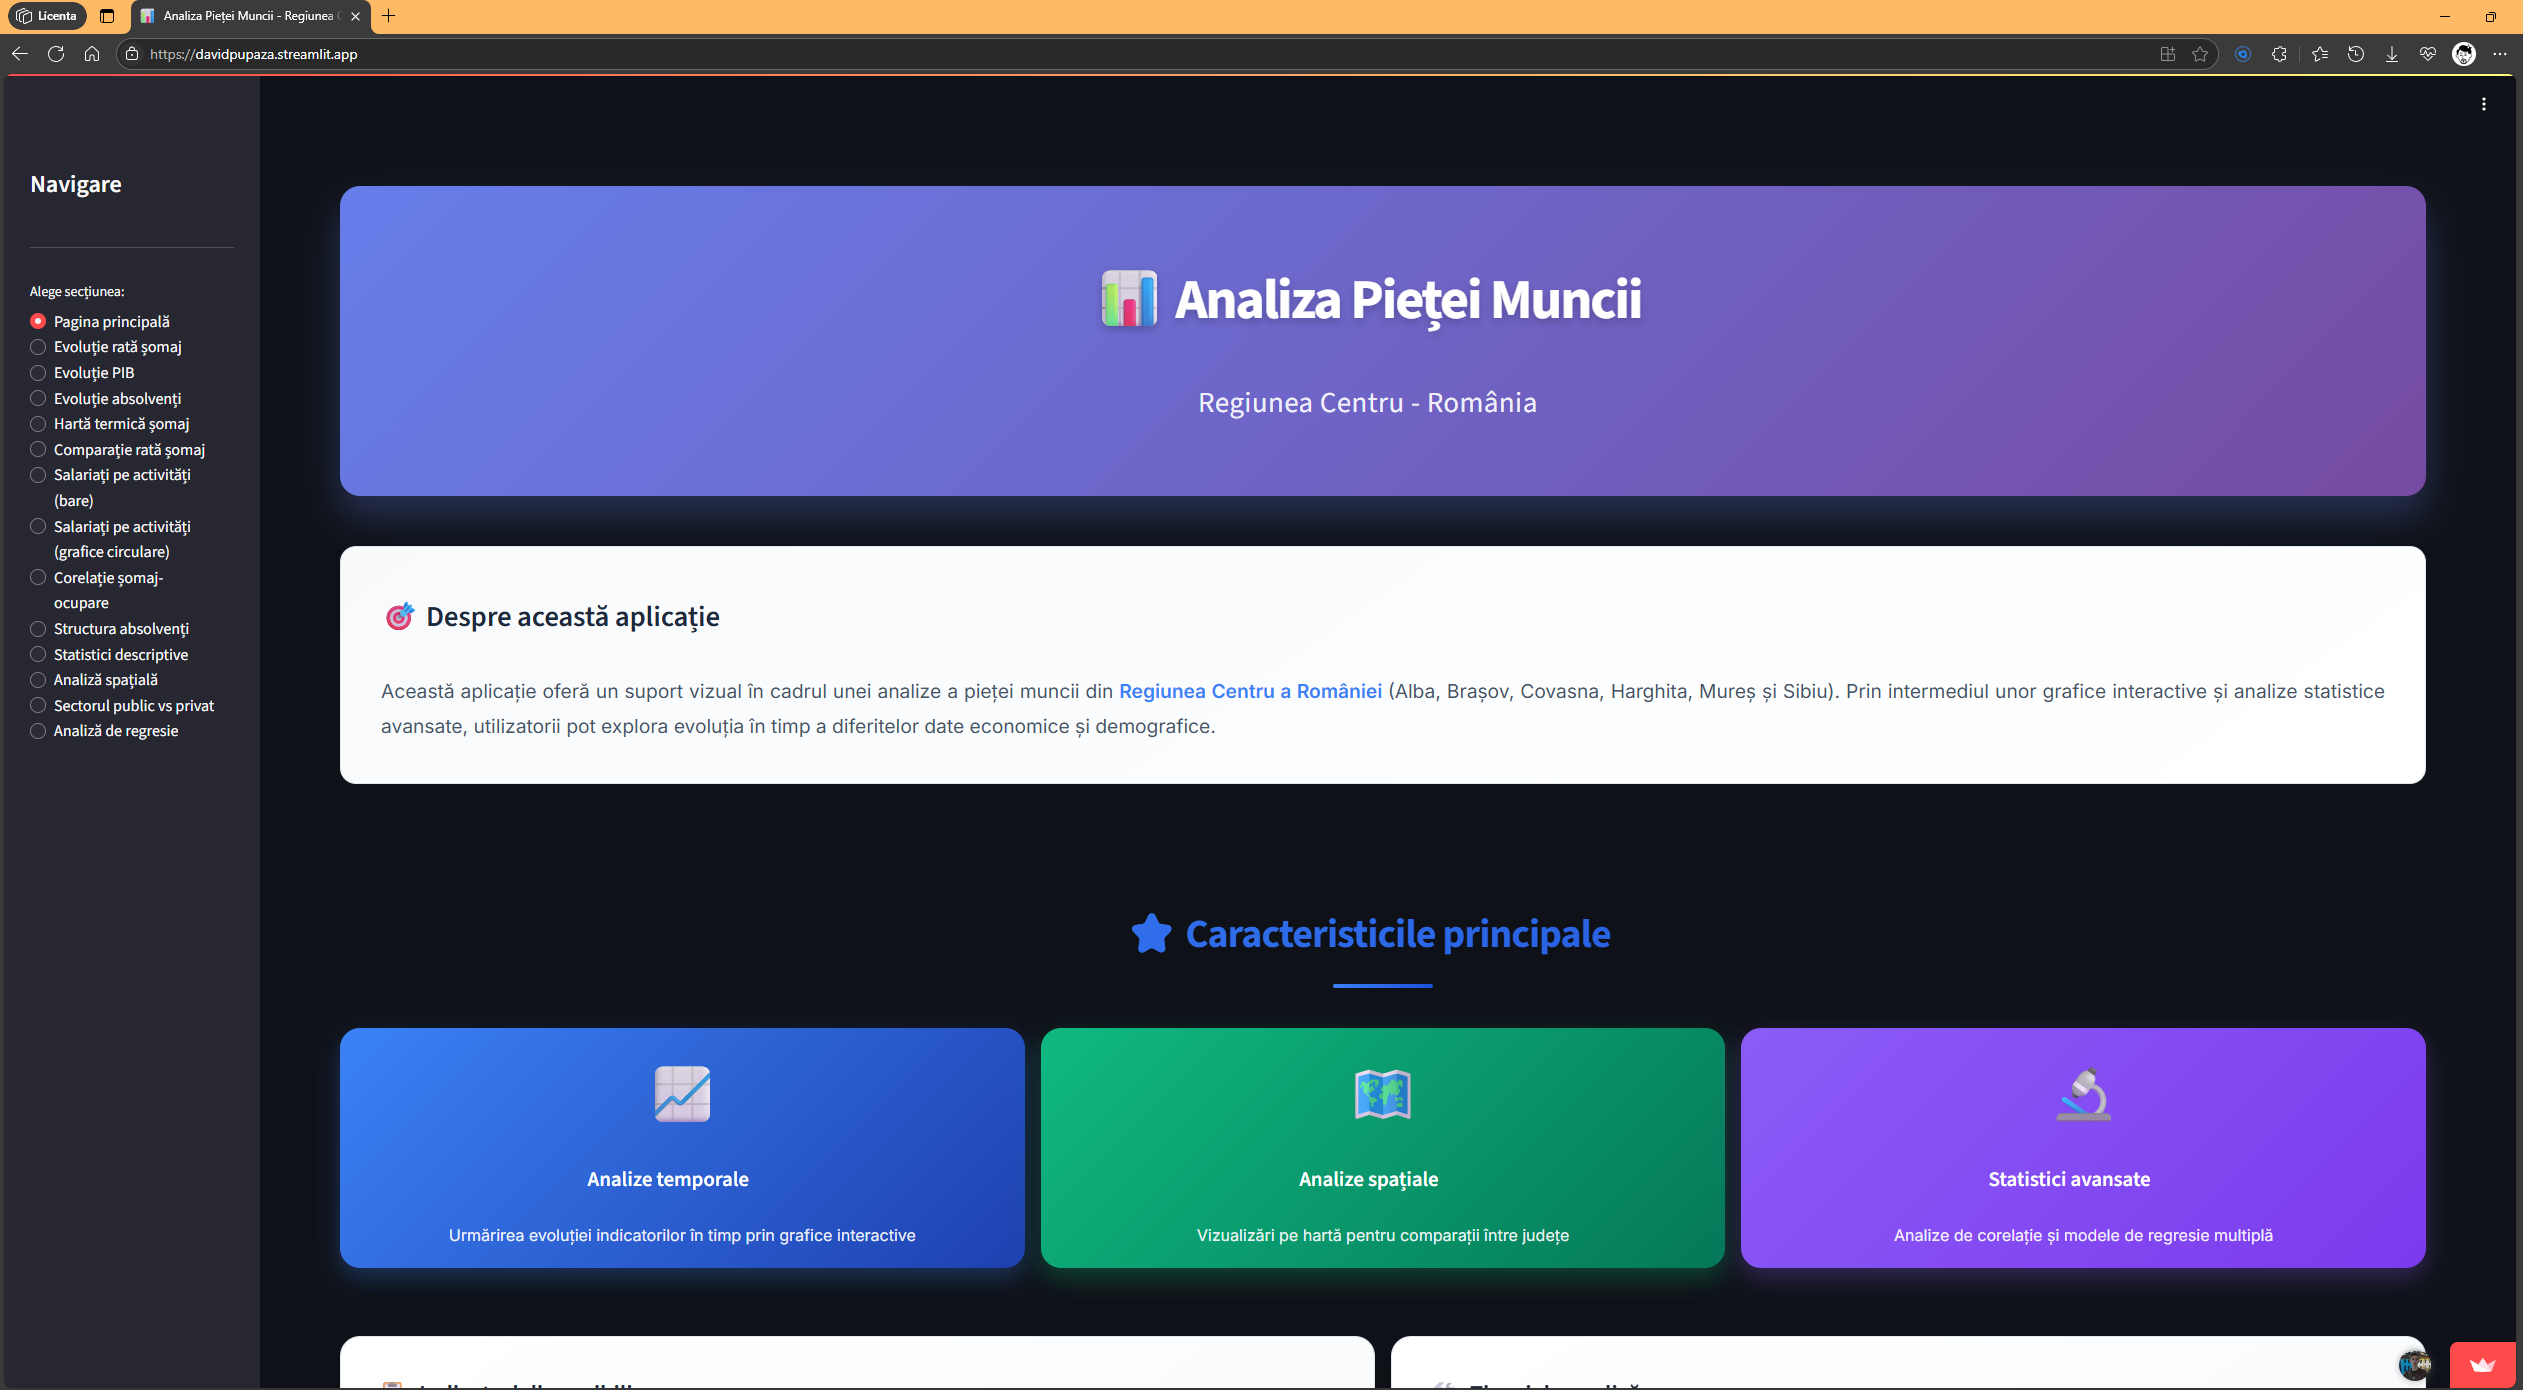 Licenta
Analiza Pieței Muncii - Regiunea
https://davidpupaza.streamlit.app
Navigare
Alege secțiunea:
Pagina principală
Evoluție rată șomaj
Evoluție PIB
Evoluție absolvenți
Hartă termică șomaj
Comparație rată șomaj
Salariați pe activități
(bare)
Salariați pe activități
(grafice circulare)
Corelație șomaj-
ocupare
Structura absolvenți
Statistici descriptive
Analiză spațială
Sectorul public vs privat
Analiză de regresie
Analiza Pieței Muncii
Regiunea Centru - România
Despre această aplicație
Această aplicație oferă un suport vizual în cadrul unei analize a pieței muncii din Regiunea Centru a României (Alba, Brașov, Covasna, Harghita, Mureș și Sibiu). Prin intermediul unor grafice interactive și analize statistice
avansate, utilizatorii pot explora evoluția în timp a diferitelor date economice și demografice.
Caracteristicile principale
Analize temporale
Urmărirea evoluției indicatorilor în timp prin grafice interactive
Analize spațiale
Vizualizări pe hartă pentru comparații între județe
Statistici avansate
Analize de corelație și modele de regresie multiplă